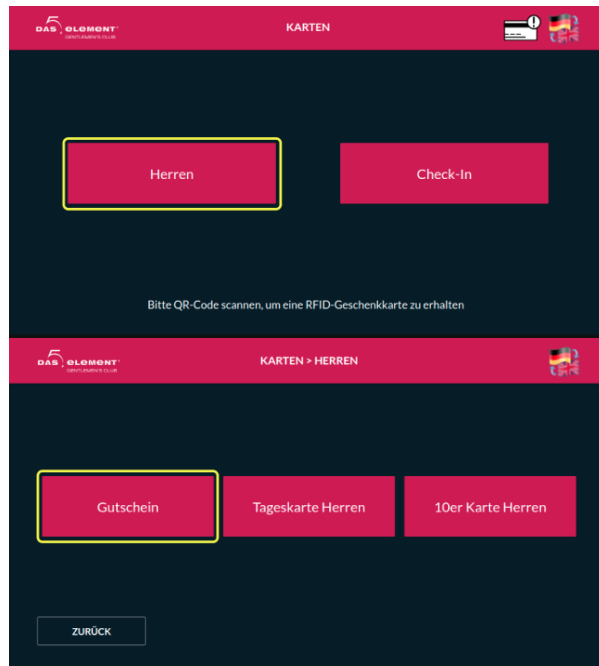 5
DAS ELEMENT
GENTLEMEN'S CLUB
KARTEN
!
Herren
Check-In
Bitte QR-Code scannen, um eine RFID-Geschenkkarte zu erhalten
5
DAS ELEMENT
GENTLEMEN'S CLUB
KARTEN > HERREN
Gutschein
Tageskarte Herren
10er Karte Herren
ZURÜCK